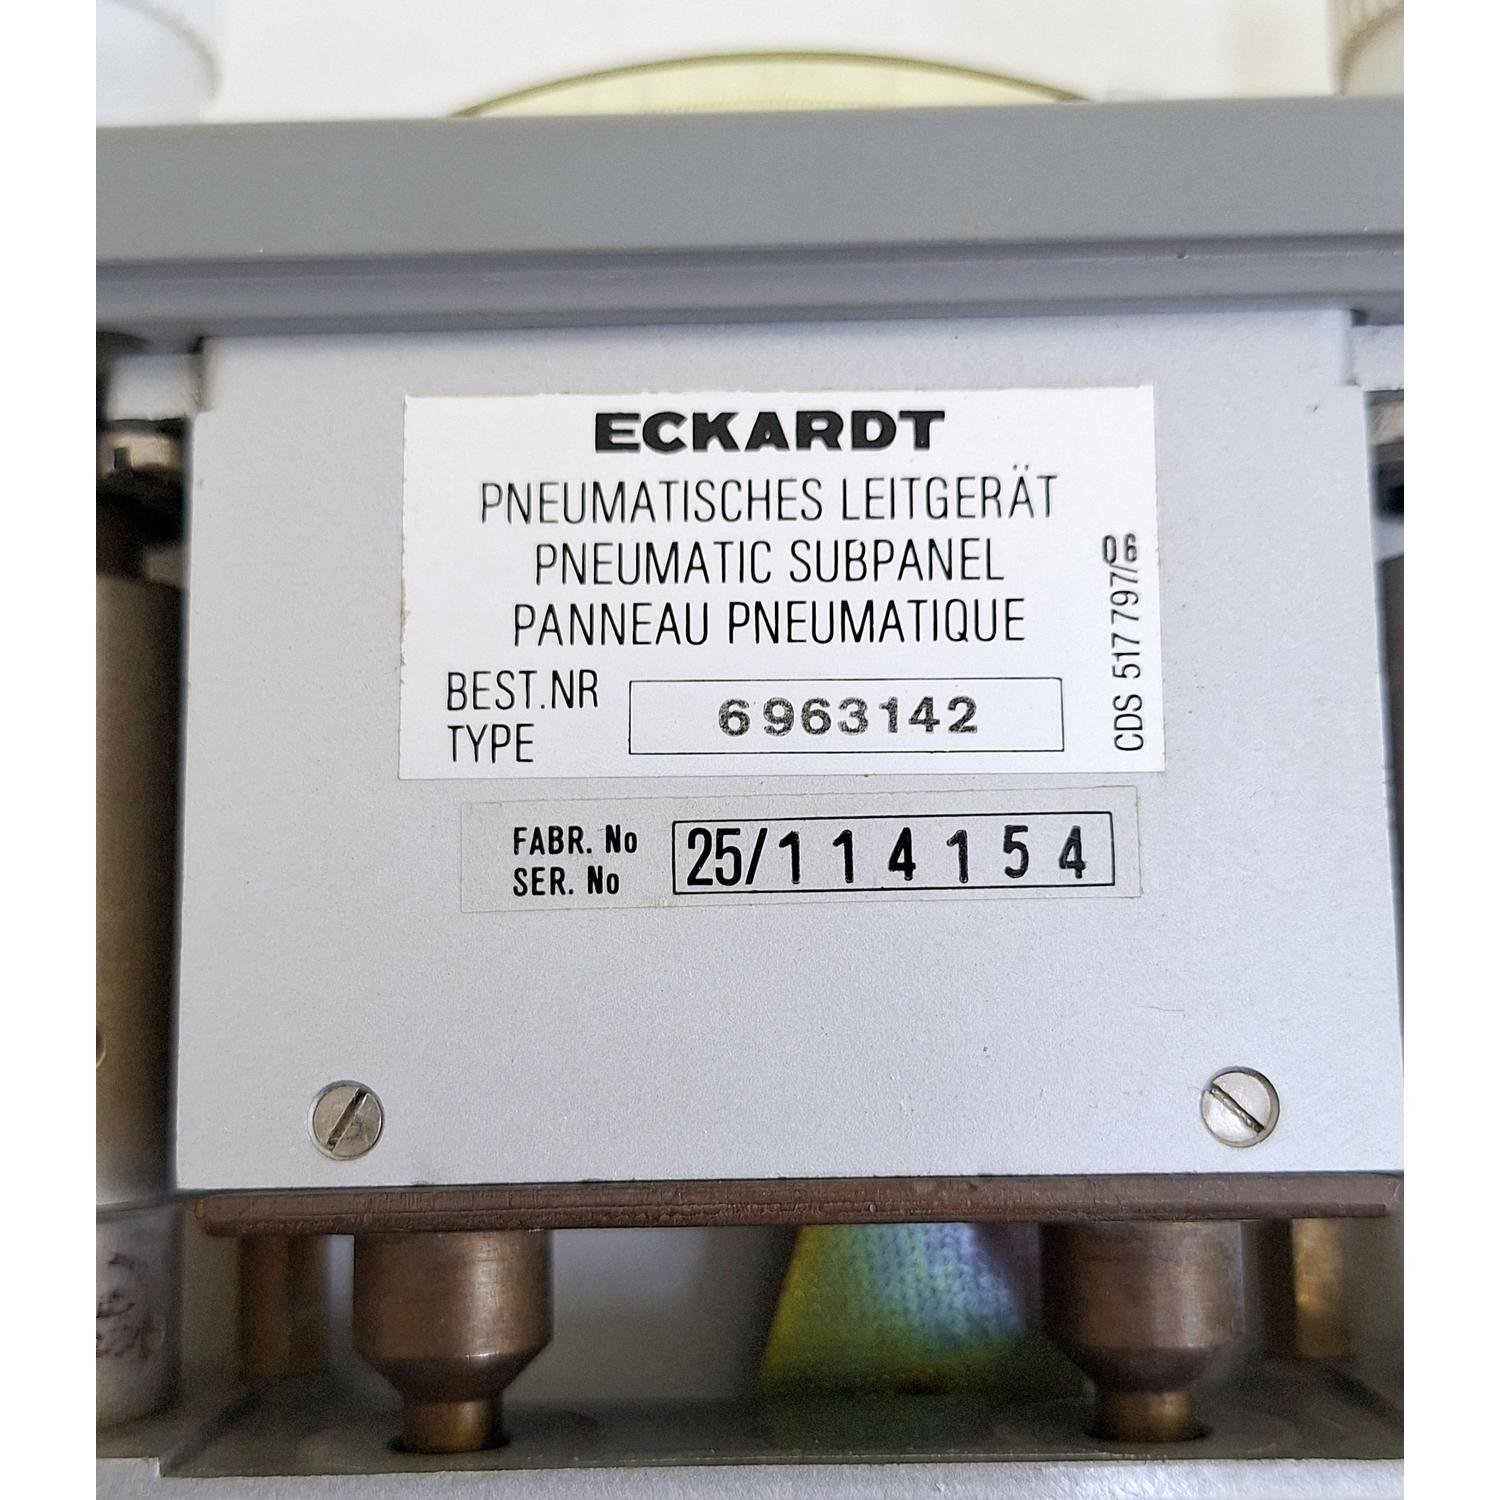 ECKARDT
PNEUMATISCHES LEITGERÄT
PNEUMATIC SUBPANEL
PANNEAU PNEUMATIQUE
BEST.NR
TYPE
6963142
CDS 517 797/06
FABR. No
SER. No
25/114154